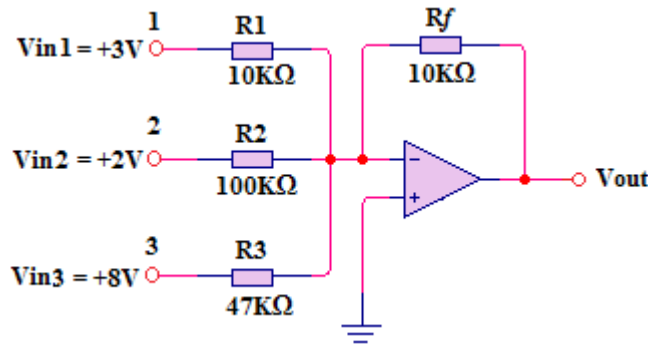 1
R1
Rf
Vin1 = +3V
10KΩ
10KΩ
2
R2
Vin2 = +2V
100KΩ
−
+
Vout
3
R3
Vin3 = +8V
47KΩ